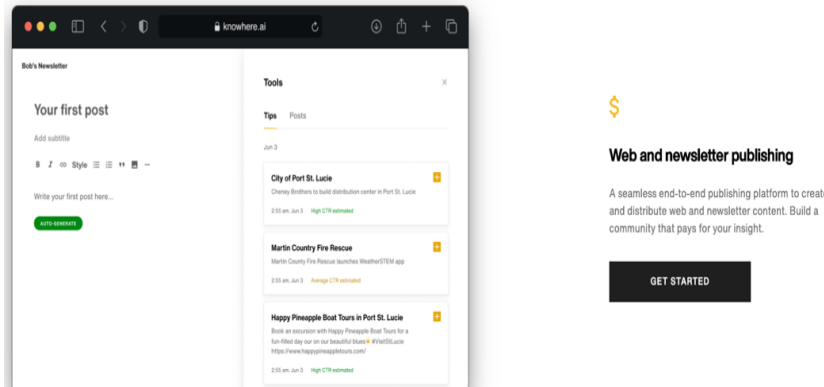 knowhere.ai
Bob's Newsletter
Your first post
Add subtitle
B I Style
Write your first post here...
AUTO-GENERATE
Tools
X
Tips Posts
Jun 3
City of Port St. Lucie
Cheney Brothers to build distribution center in Port St. Lucie
2:55 am, Jun 3 High CTR estimated
Martin Country Fire Rescue
Martin County Fire Rescue launches WeatherSTEM app
2:55 am, Jun 3 Average CTR estimated
Happy Pineapple Boat Tours in Port St. Lucie
Book an excursion with Happy Pineapple Boat Tours for a
fun-filled day our on our beautiful blues #VisitStLucie
https://www.happypineappletours.com/
2:55 am, Jun 3 High CTR estimated
$
Web and newsletter publishing
A seamless end-to-end publishing platform to creat
and distribute web and newsletter content. Build a
community that pays for your insight.
GET STARTED